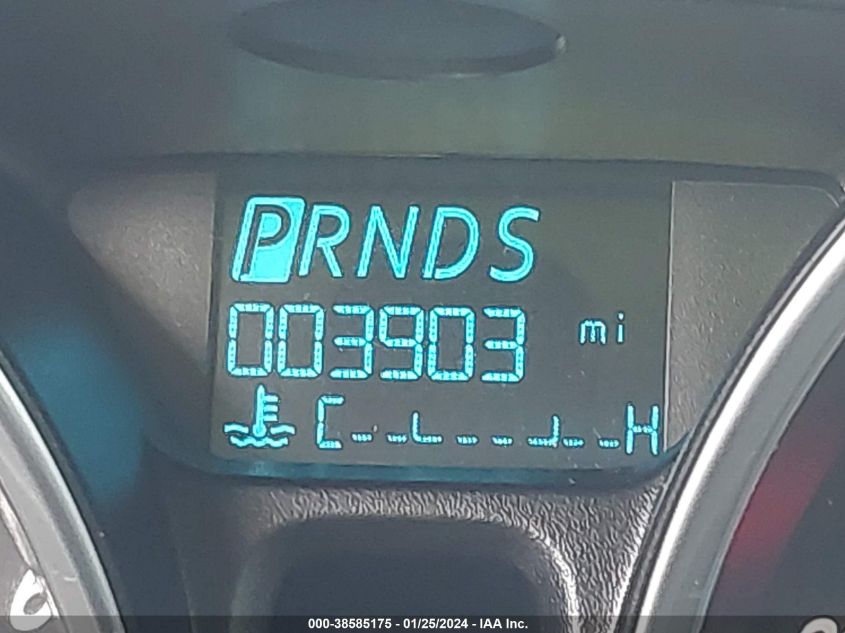 PRNDS
003903 mi
C H
000-38585175 - 01/25/2024 - IAA Inc.